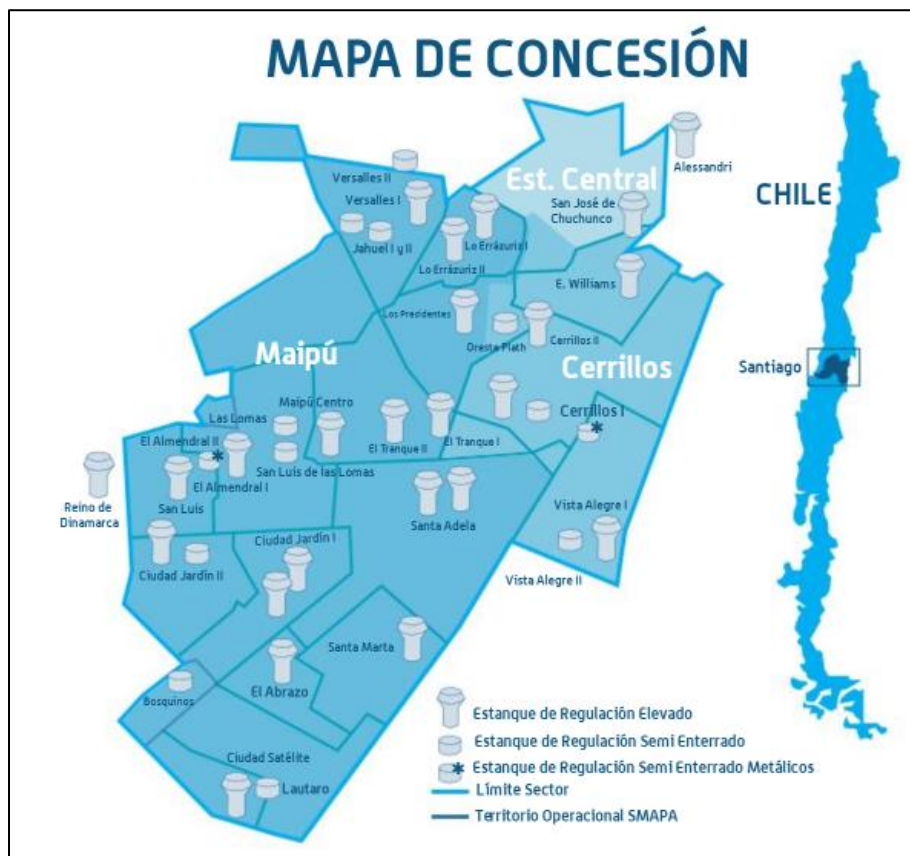 MAPA DE CONCESIÓN
Alessandri
Est. Central
San José de
Chuchunco
Versalles II
Versalles I
Jahuel I y II
Lo Errázuriz I
Lo Errázuriz II
CHILE
E. Williams
Los Presidentes
Oreste Plath
Cerrillos II
Maipú
Cerrillos
Santiago
Las Lomas
Maipú Centro
Cerrillos I
El Almendral II
El Tranque II
El Tranque I
San Luis de las Lomas
El Almendral I
San Luis
Reino de
Dinamarca
Santa Adela
Vista Alegre I
Ciudad Jardín I
Ciudad Jardín II
Vista Alegre II
Santa Marta
El Abrazo
Bosquinos
Ciudad Satélite
Lautaro
Estanque de Regulación Elevado
Estanque de Regulación Semi Enterrado
Estanque de Regulación Semi Enterrado Metálicos
Límite Sector
Territorio Operacional SMAPA